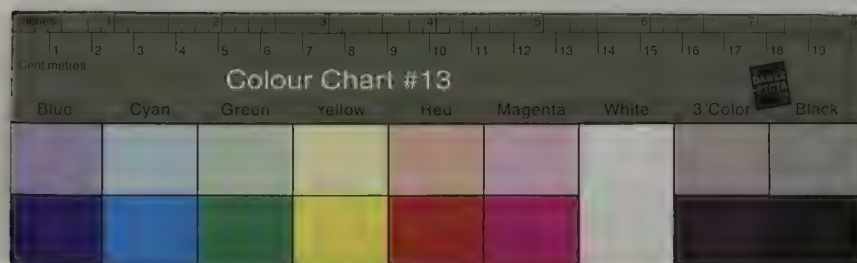 Inches 1 2 3 4 5 6 7
1 2 3 4 5 6 7 8 9 10 11 12 13 14 15 16 17 18 19
Centimetres
Colour Chart #13
DANES
PICTA
Blue Cyan Green Yellow Red Magenta White 3'Color Black